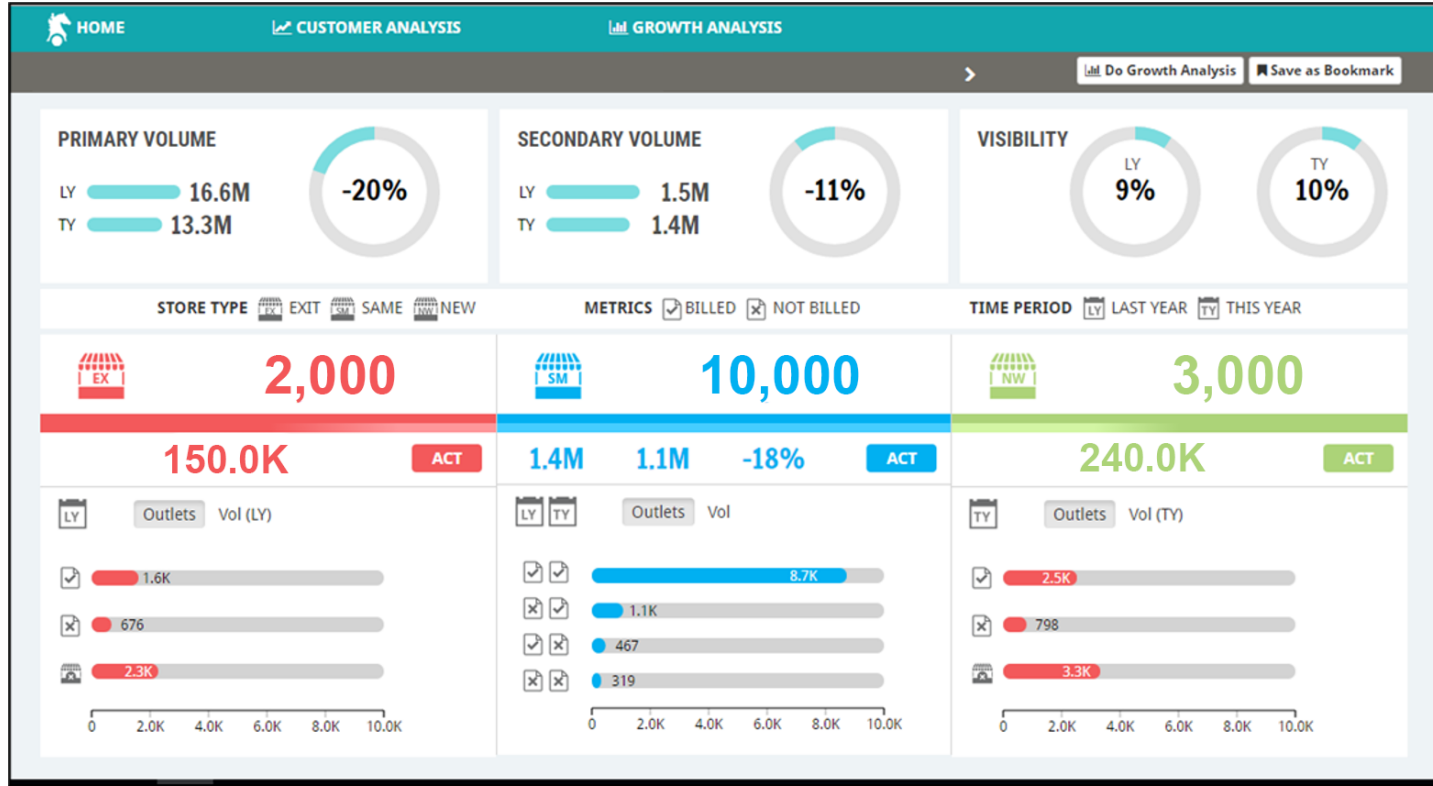 HOME CUSTOMER ANALYSIS GROWTH ANALYSIS
Do Growth Analysis Save as Bookmark
PRIMARY VOLUME
LY 16.6M
TY 13.3M
-20%
SECONDARY VOLUME
LY 1.5M
TY 1.4M
-11%
VISIBILITY
LY
9%
TY
10%
STORE TYPE EX EXIT SM SAME NW NEW METRICS BILLED NOT BILLED TIME PERIOD LY LAST YEAR TY THIS YEAR
EX 2,000
150.0K ACT
LY Outlets Vol (LY)
1.6K
676
2.3K
0 2.0K 4.0K 6.0K 8.0K 10.0K
SM 10,000
1.4M 1.1M -18% ACT
LY TY Outlets Vol
8.7K
1.1K
467
319
0 2.0K 4.0K 6.0K 8.0K 10.0K
NW 3,000
240.0K ACT
TY Outlets Vol (TY)
2.5K
798
3.3K
0 2.0K 4.0K 6.0K 8.0K 10.0K